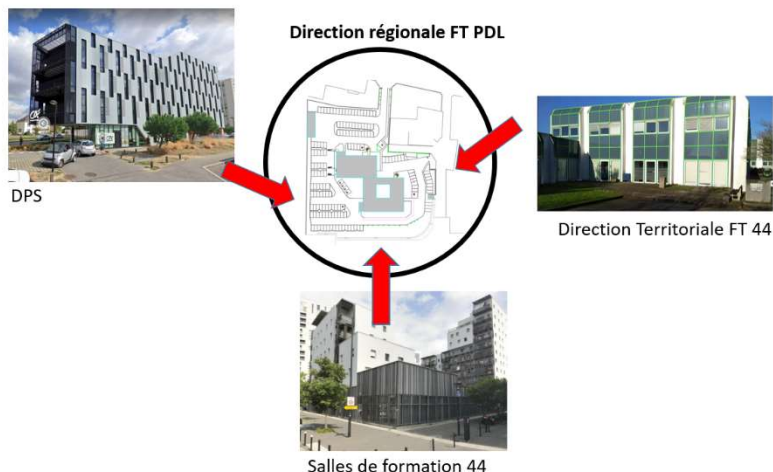 Direction régionale FT PDL
DPS
Direction Territoriale FT 44
Salles de formation 44